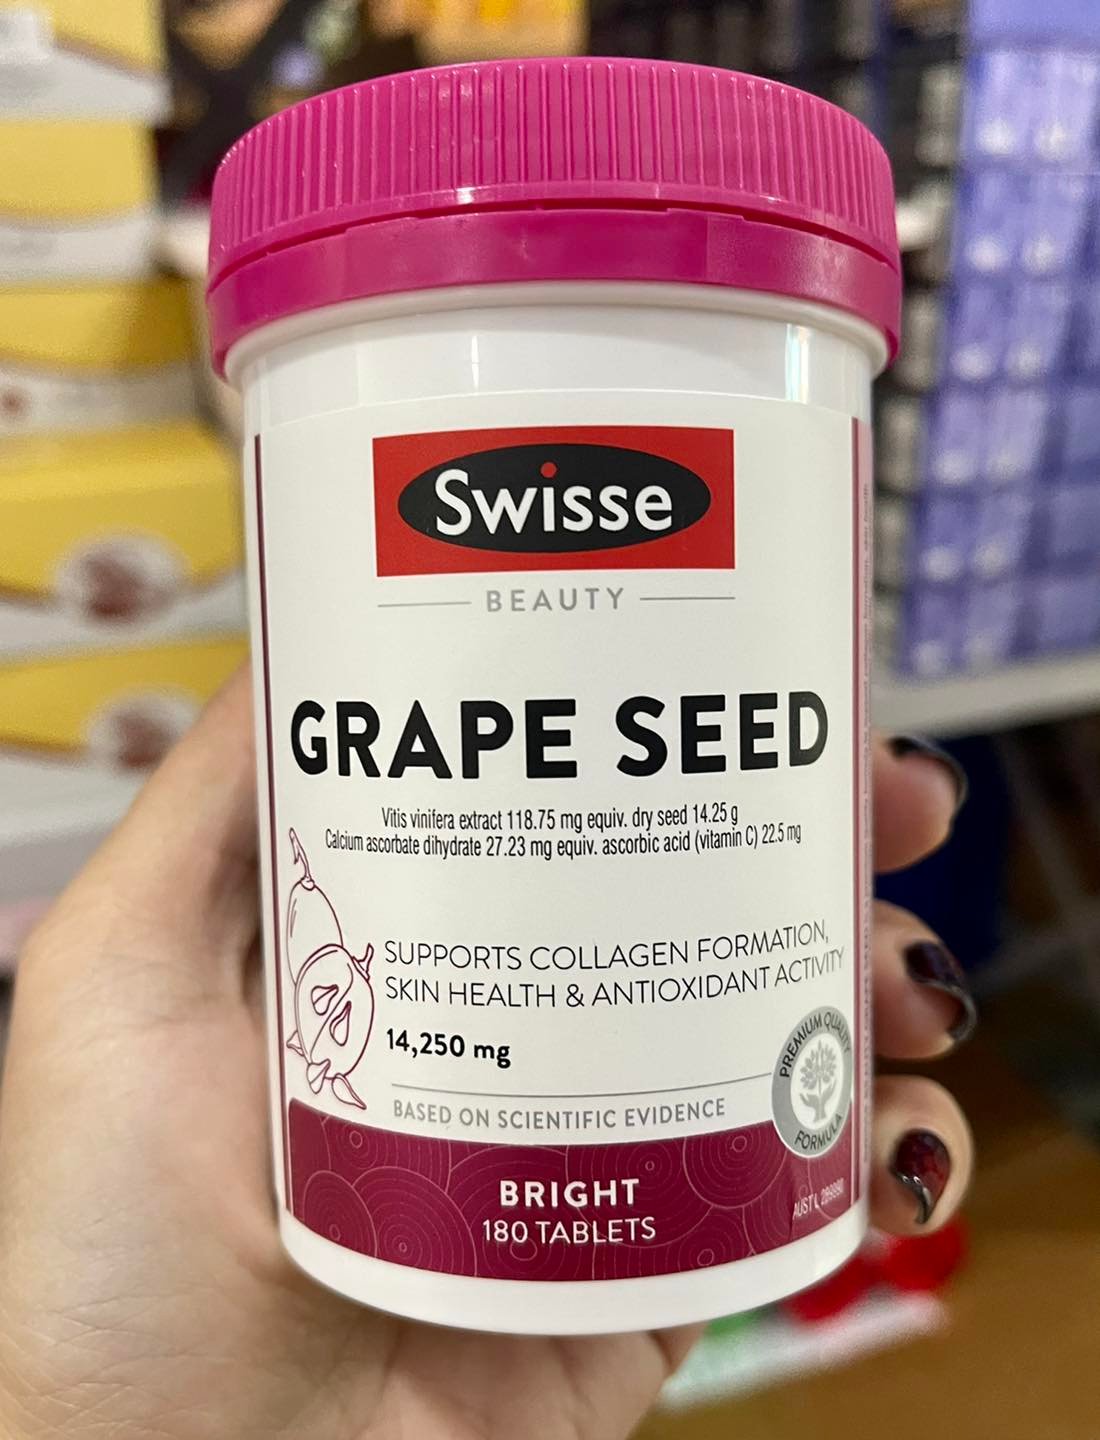 Swisse
BEAUTY
GRAPE SEED
Vitis vinifera extract 118.75 mg equiv. dry seed 14.25 g
Calcium ascorbate dihydrate 27.23 mg equiv. ascorbic acid (vitamin C) 22.5 mg
SUPPORTS COLLAGEN FORMATION,
SKIN HEALTH & ANTIOXIDANT ACTIVITY
14,250 mg
PREMIUM QUALITY
FORMULA
BASED ON SCIENTIFIC EVIDENCE
BRIGHT
180 TABLETS
AUST L